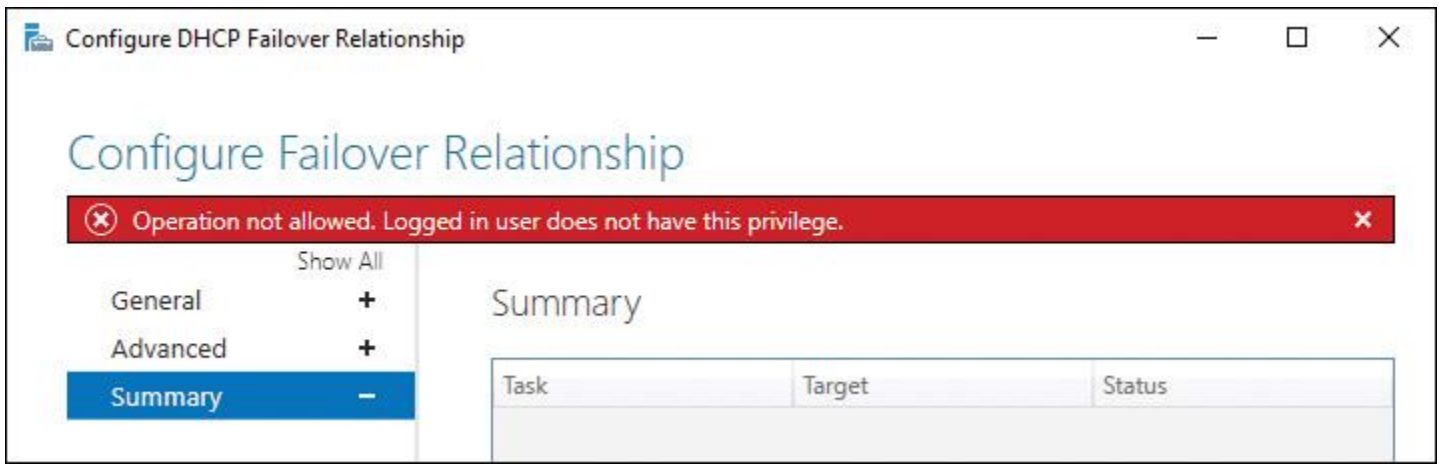 Configure DHCP Failover Relationship
Configure Failover Relationship
Operation not allowed. Logged in user does not have this privilege.
Show All
General
Advanced
Summary
Summary
Task Target Status